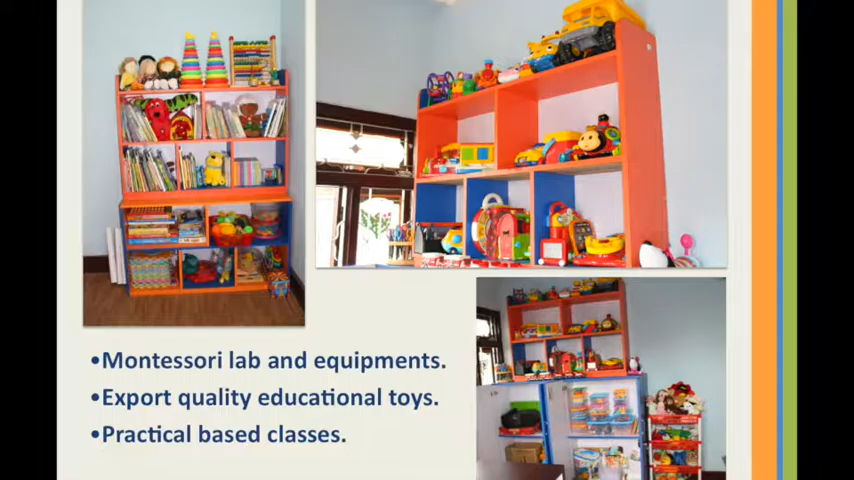 •Montessori lab and equipments.
•Export quality educational toys.
•Practical based classes.